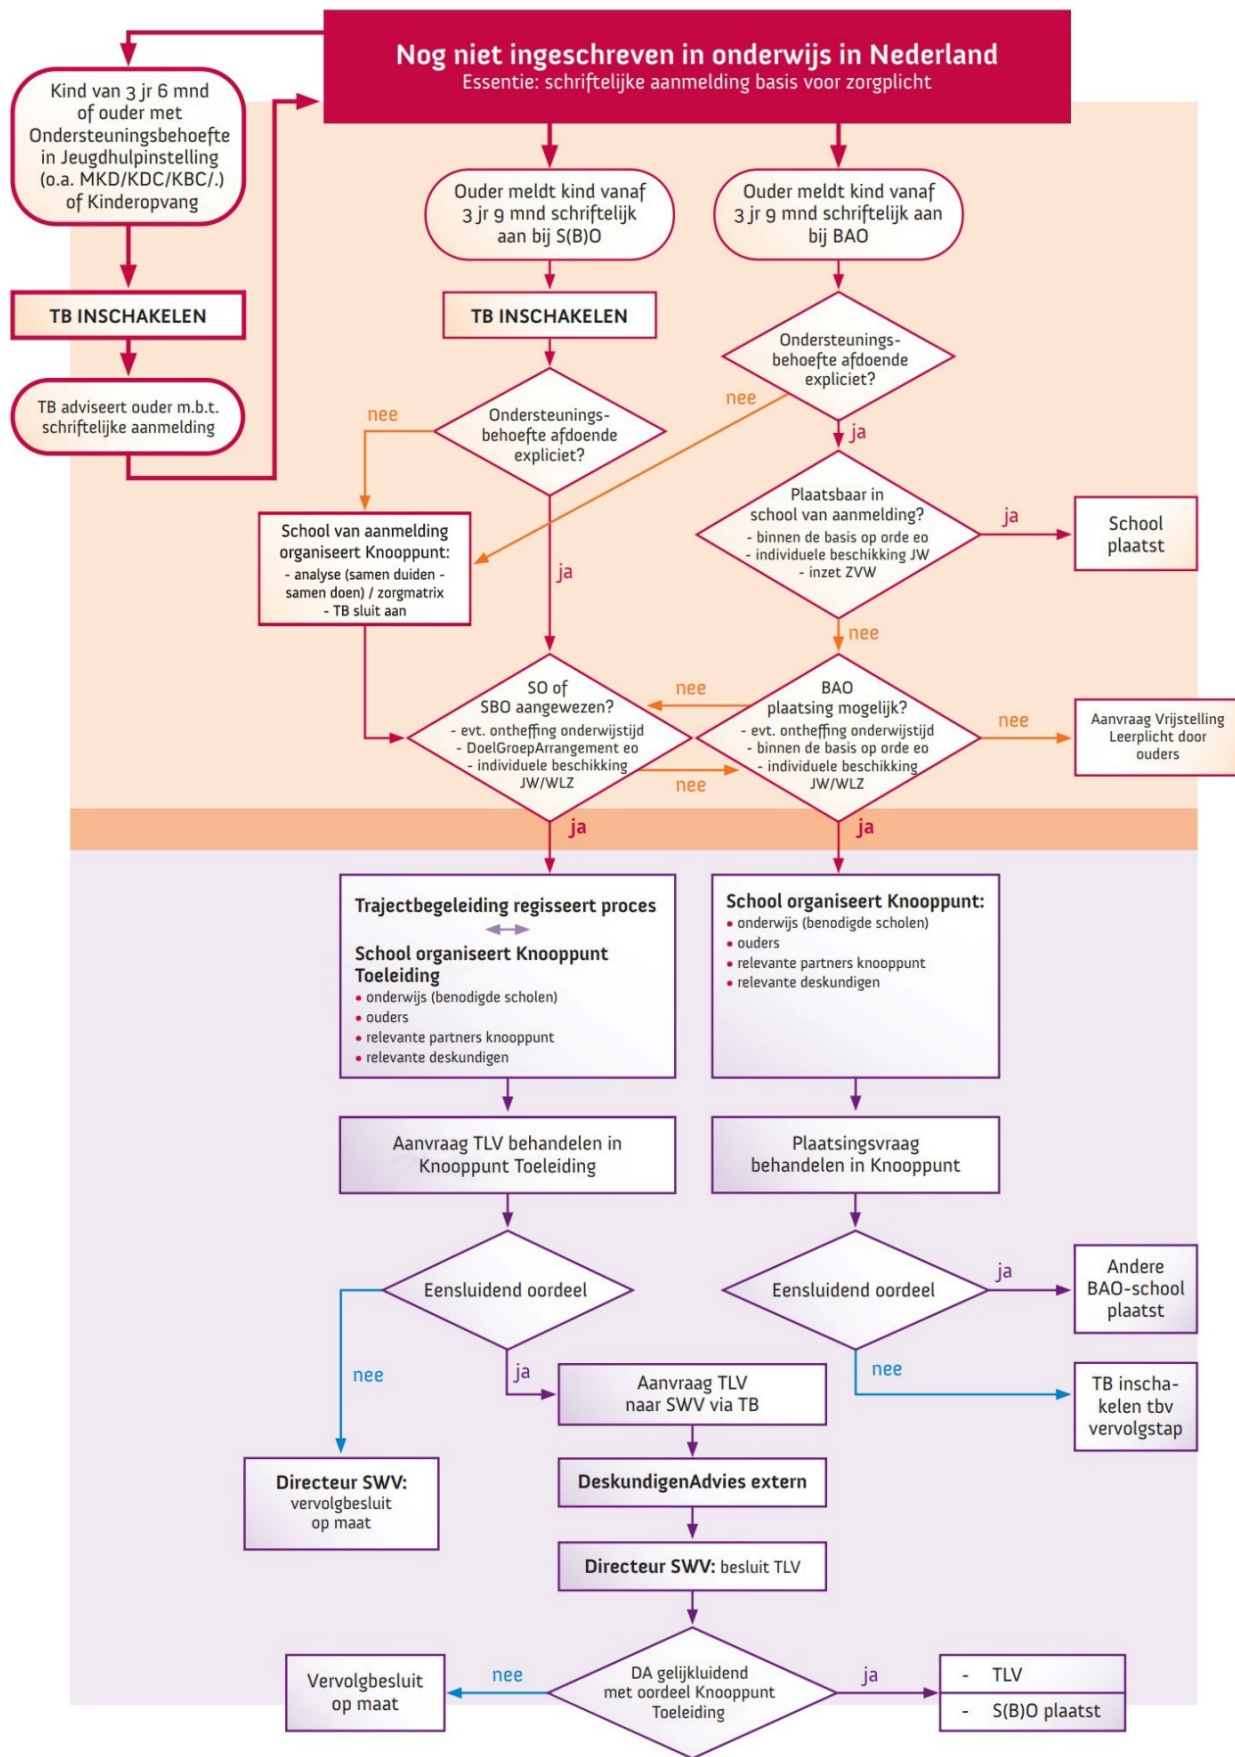 Nog niet ingeschreven in onderwijs in Nederland
Essentie: schriftelijke aanmelding basis voor zorgplicht
Kind van 3 jr 6 mnd
of ouder met
Ondersteuningsbehoefte
in Jeugdhulpinstelling
(o.a. MKD/KDC/KBC/.)
of Kinderopvang
TB INSCHAKELEN
TB adviseert ouder m.b.t.
schriftelijke aanmelding
Ouder meldt kind vanaf
3 jr 9 mnd schriftelijk
aan bij S(B)O
Ouder meldt kind vanaf
3 jr 9 mnd schriftelijk aan
bij BAO
TB INSCHAKELEN
Ondersteunings-
behoefte afdoende
expliciet?
nee
Ondersteunings-
behoefte afdoende
expliciet?
nee
ja
School van aanmelding
organiseert Knooppunt:
- analyse (samen duiden -
samen doen) / zorgmatrix
- TB sluit aan
ja
Plaatsbaar in
school van aanmelding?
- binnen de basis op orde eo
- individuele beschikking JW
- inzet ZVW
ja
School
plaatst
nee
SO of
SBO aangewezen?
- evt. ontheffing onderwijstijd
- DoelGroepArrangement eo
- individuele beschikking
JW/WLZ
nee
nee
BAO
plaatsing mogelijk?
- evt. ontheffing onderwijstijd
- binnen de basis op orde eo
- individuele beschikking
JW/WLZ
nee
Aanvraag Vrijstelling
Leerplicht door
ouders
ja
ja
Trajectbegeleiding regisseert proces
School organiseert Knooppunt
Toeleiding
• onderwijs (benodigde scholen)
• ouders
• relevante partners knooppunt
• relevante deskundigen
School organiseert Knooppunt:
• onderwijs (benodigde scholen)
• ouders
• relevante partners knooppunt
• relevante deskundigen
Aanvraag TLV behandelen in
Knooppunt Toeleiding
Plaatsingsvraag
behandelen in Knooppunt
Eensluidend oordeel
Eensluidend oordeel
ja
Andere
BAO-school
plaatst
nee
ja
nee
TB inscha-
kelen tbv
vervolgstap
Aanvraag TLV
naar SWV via TB
Directeur SWV:
vervolgbesluit
op maat
DeskundigenAdvies extern
Directeur SWV: besluit TLV
DA gelijkluidend
met oordeel Knooppunt
Toeleiding
nee
Vervolgbesluit
op maat
ja
- TLV
- S(B)O plaatst